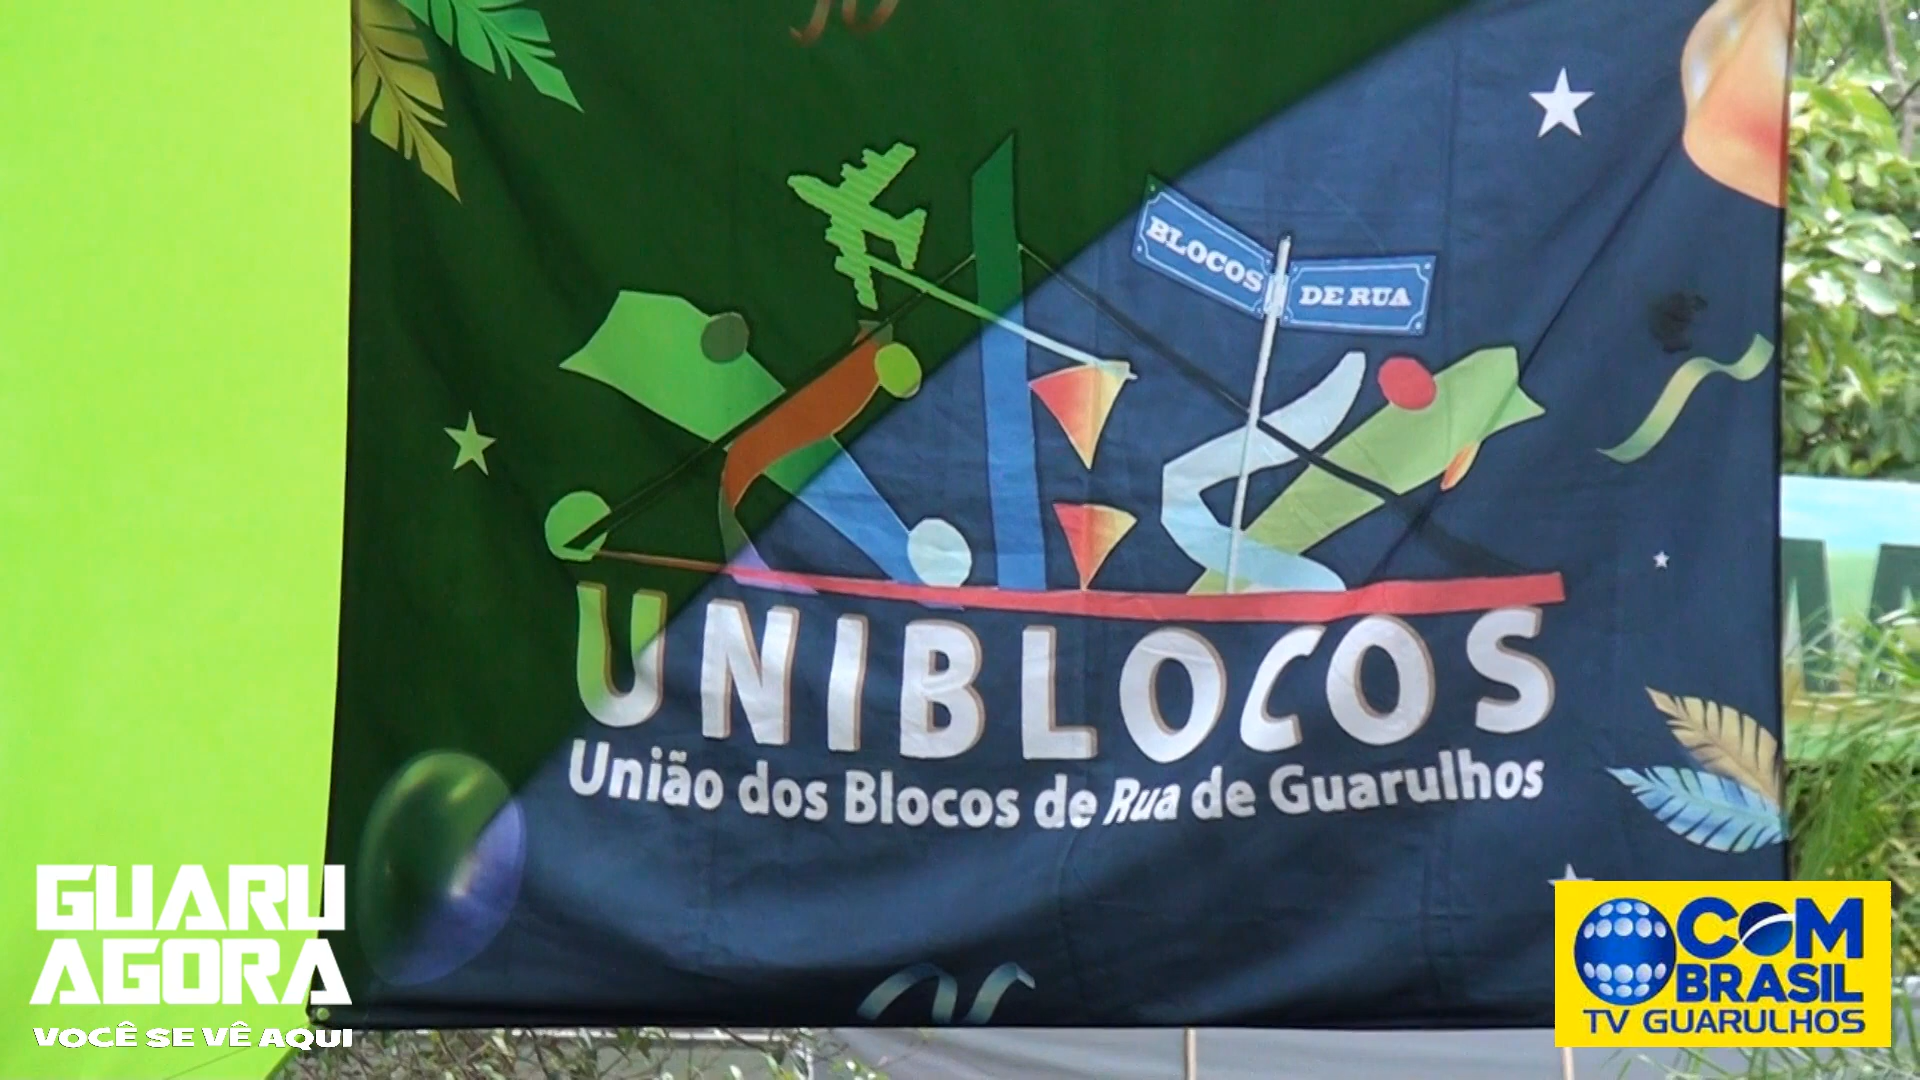 BLOCOS
DE RUA
UNIBLOCOS
União dos Blocos de Rua de Guarulhos
GUARU
AGORA
VOCÊ SE VÊ AQUI
COM
BRASIL
TV GUARULHOS